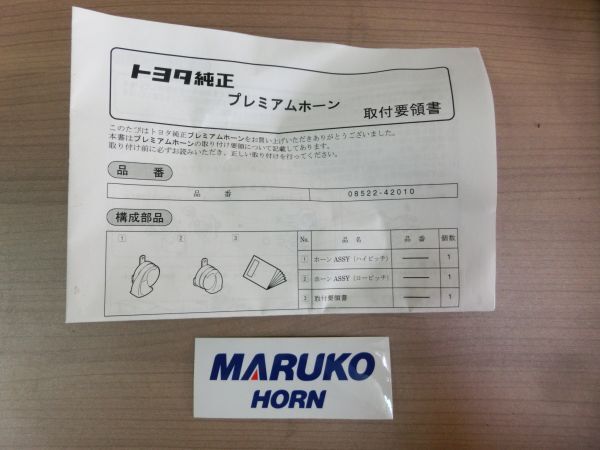 トヨタ純正
プレミアムホーン
取付要領書
このたびはトヨタ純正プレミアムホーンをお買い上げいただきありがとうございました。
本書はプレミアムホーンの取り付け要領について記載してあります。
取り付け前に必ずお読みいただき、正しい取り付けを行ってください。
品番
品番 08522-42010
構成部品
1 2 3
No. 品名 品番 個数
1 ホーンASSY(ハイピッチ) ―― 1
2 ホーンASSY(ローピッチ) ―― 1
3 取付要領書 ―― 1
MARUKO
HORN